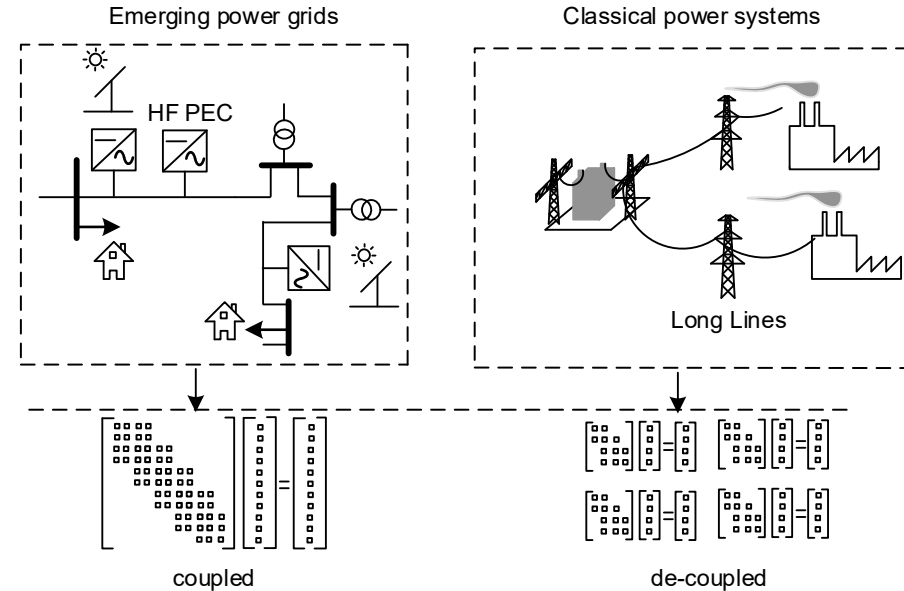 Emerging power grids
Classical power systems
HF PEC
Long Lines
=
= = 
= =
coupled
de-coupled